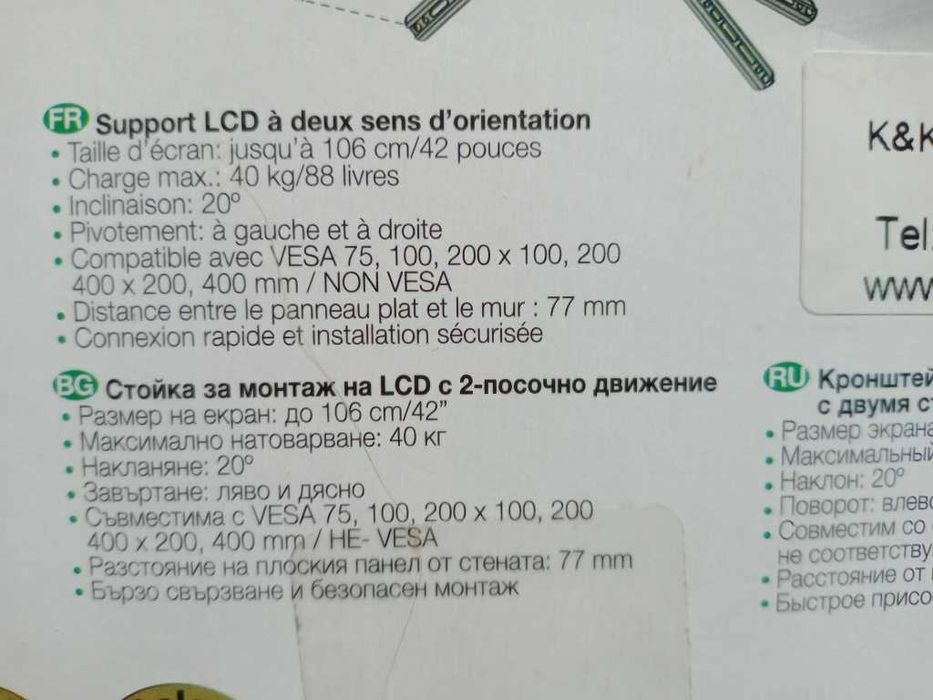 FR Support LCD à deux sens d'orientation
• Taille d'écran: jusqu'à 106 cm/42 pouces
• Charge max.: 40 kg/88 livres
• Inclinaison: 20º
• Pivotement: à gauche et à droite
• Compatible avec VESA 75, 100, 200 x 100, 200
400 x 200, 400 mm / NON VESA
• Distance entre le panneau plat et le mur : 77 mm
• Connexion rapide et installation sécurisée
BG Стойка за монтаж на LCD с 2-посочно движение
• Размер на екран: до 106 cm/42”
• Максимално натоварване: 40 кг
• Накланяне: 20º
• Завъртане: ляво и дясно
• Съвместима с VESA 75, 100, 200 x 100, 200
400 x 200, 400 mm / НЕ- VESA
• Разстояние на плоския панел от стената: 77 mm
• Бързо свързване и безопасен монтаж
K&K
Tel:
www
RU Кронштей
с двумя ст
• Размер экрана
• Максимальный
• Наклон: 20º
• Поворот: влево
• Совместим со
не соответству
• Расстояние от
• Быстрое присо